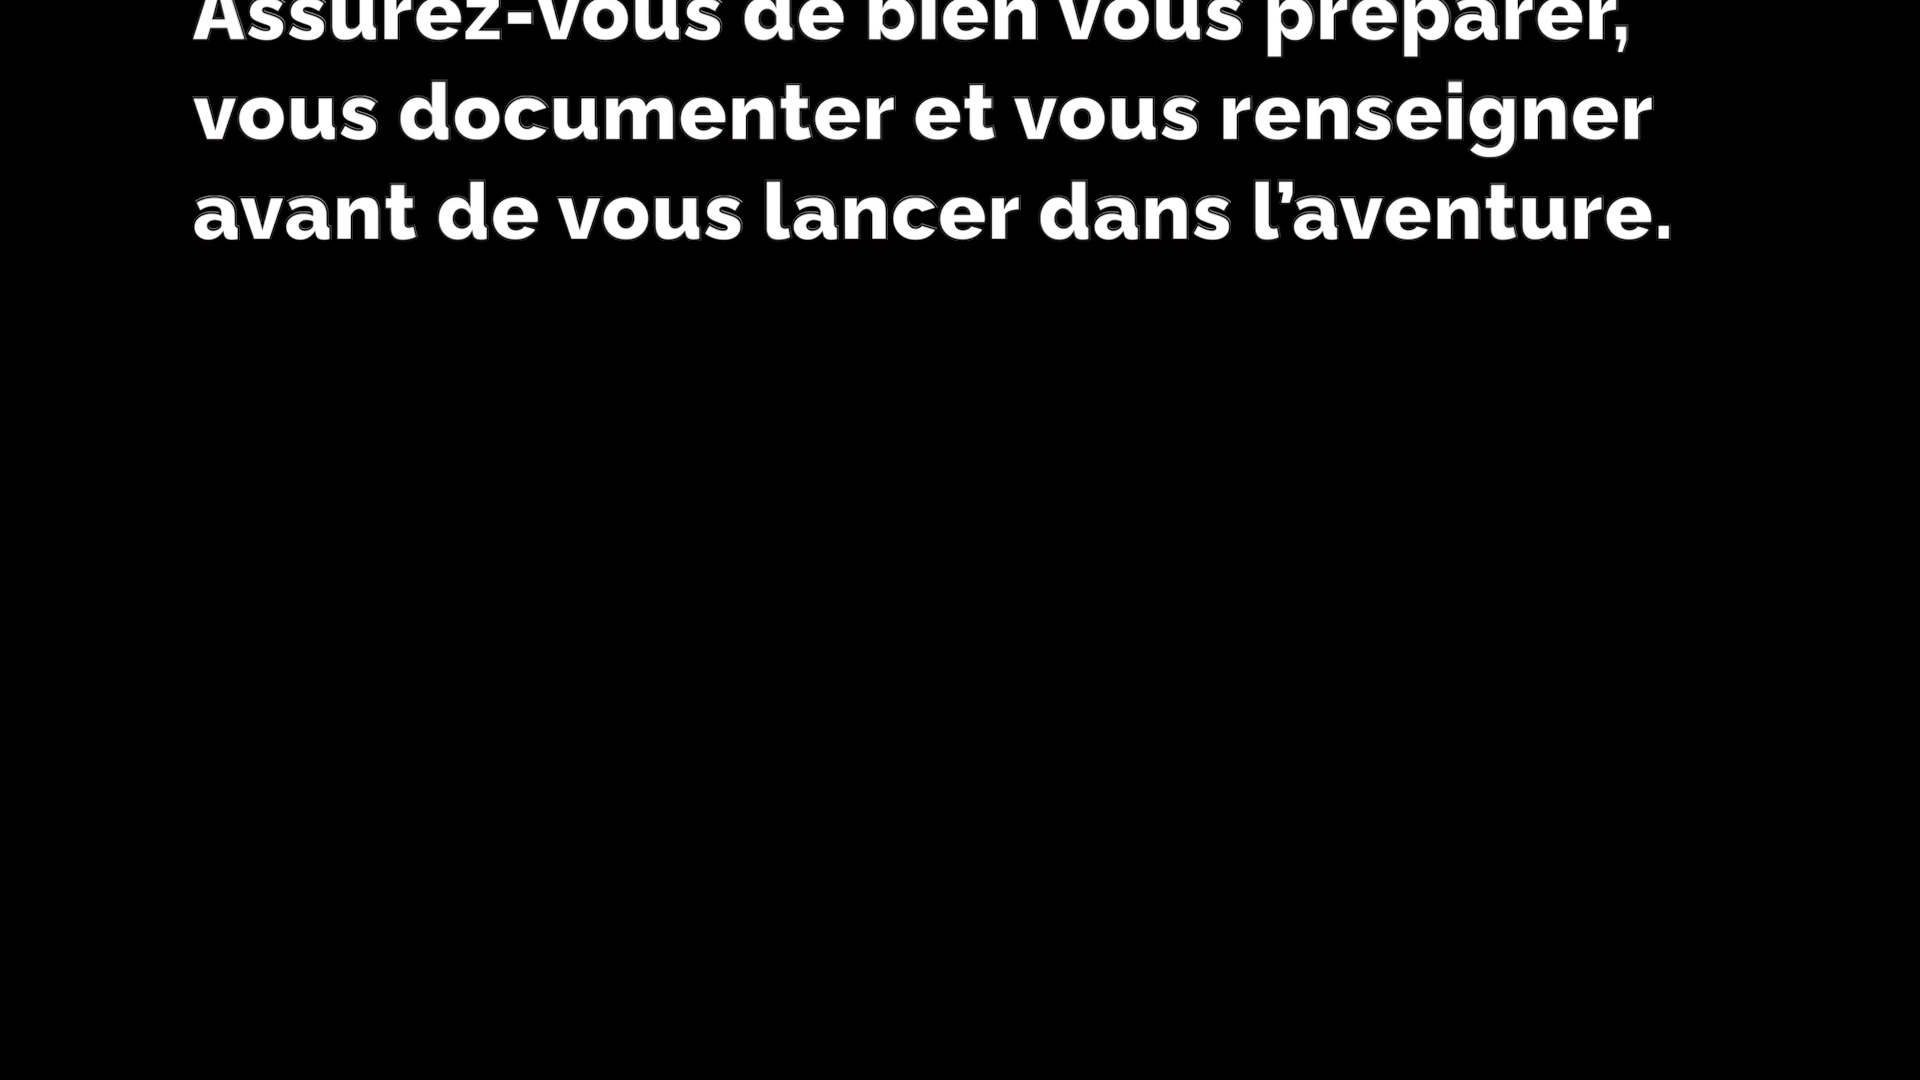 Assurez-vous de bien vous préparer,
vous documenter et vous renseigner
avant de vous lancer dans l’aventure.